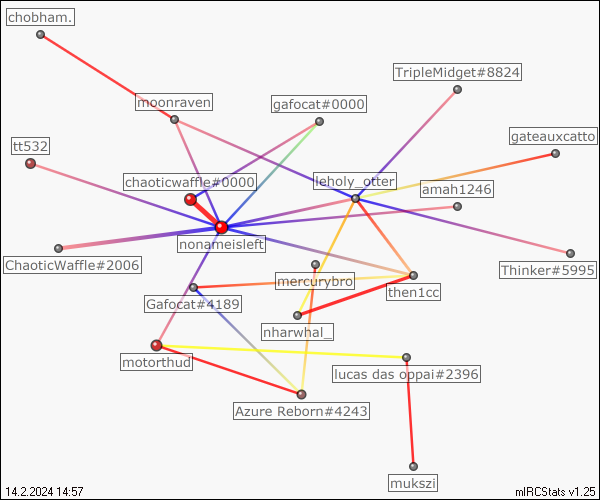 chobham.
TripleMidget#8824
moonraven
gafocat#0000
gateauxcatto
tt532
chaoticwaffle#0000
leholy_otter
amah1246
nonameisleft
ChaoticWaffle#2006
Thinker#5995
mercurybro
then1cc
Gafocat#4189
nharwhal_
motorthud
lucas das oppai#2396
Azure Reborn#4243
mukszi
14.2.2024 14:57
mIRCStats v1.25